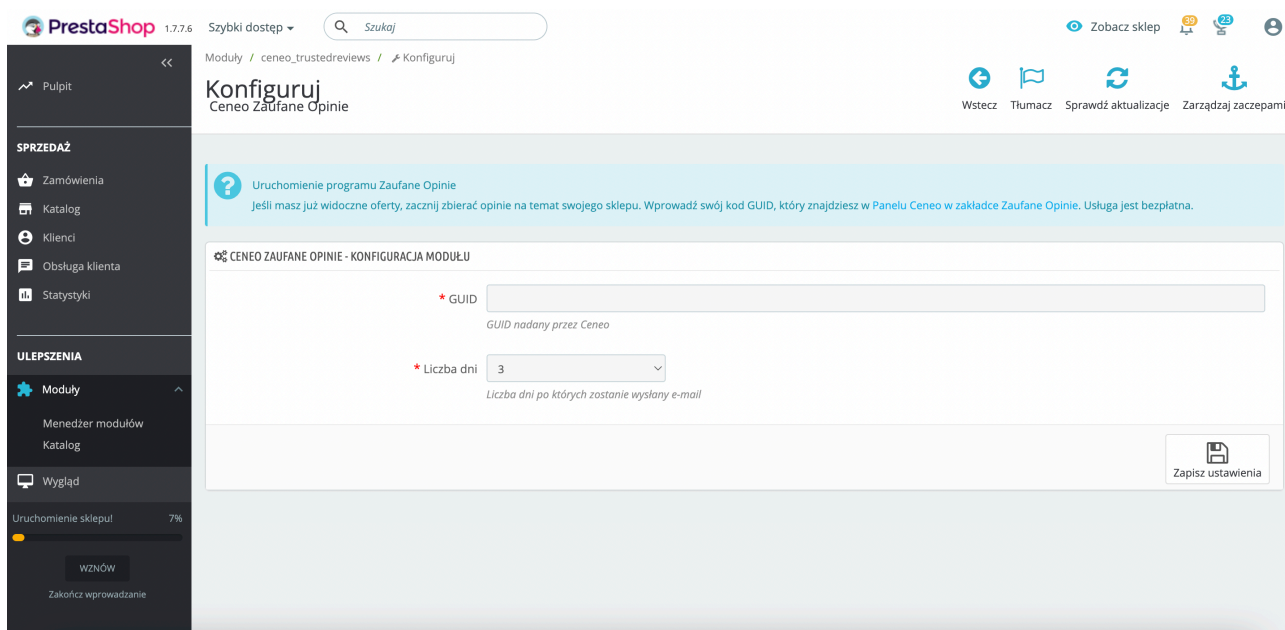 PrestaShop 1.7.7.6 Szybki dostęp Szukaj Zobacz sklep 39 23
Moduły / ceneo_trustedreviews / Konfiguruj
Konfiguruj
Ceneo Zaufane Opinie
Wstecz Tłumacz Sprawdź aktualizacje Zarządzaj zaczepami
Pulpit
SPRZEDAŻ
Zamówienia
Katalog
Klienci
Obsługa klienta
Statystyki
ULEPSZENIA
Moduły
Menedżer modułów
Katalog
Wygląd
Uruchomienie sklepu! 7%
WZNÓW
Zakończ wprowadzanie
Uruchomienie programu Zaufane Opinie
Jeśli masz już widoczne oferty, zacznij zbierać opinie na temat swojego sklepu. Wprowadź swój kod GUID, który znajdziesz w Panelu Ceneo w zakładce Zaufane Opinie. Usługa jest bezpłatna.
CENEO ZAUFANE OPINIE - KONFIGURACJA MODUŁU
* GUID
GUID nadany przez Ceneo
* Liczba dni 3
Liczba dni po których zostanie wysłany e-mail
Zapisz ustawienia